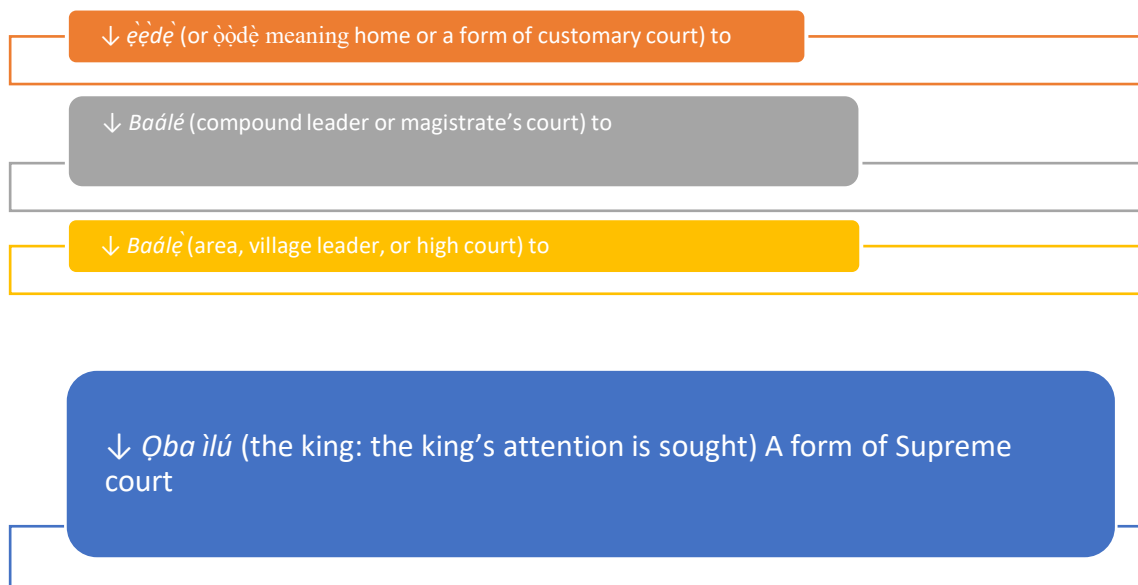 ↓ ẹ̀ẹ̀dẹ̀ (or ọ̀ọ̀dẹ̀ meaning home or a form of customary court) to
↓ Baálé (compound leader or magistrate’s court) to
↓ Baálẹ̀ (area, village leader, or high court) to
↓ Ọba ìlú (the king: the king’s attention is sought) A form of Supreme
court